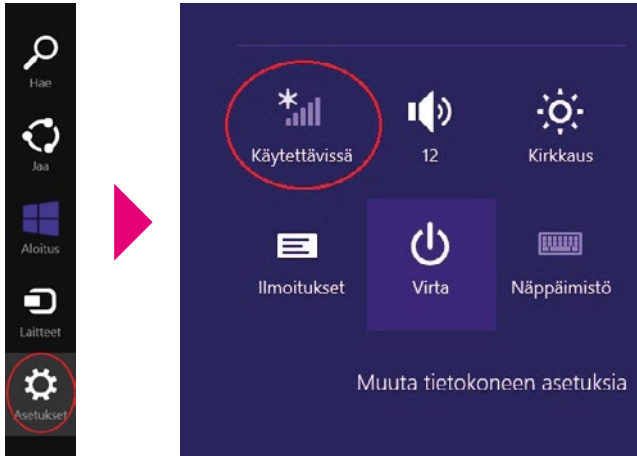 Hae
Jaa
Aloitus
Laitteet
Asetukset
Käytettävissä
12
Kirkkaus
Ilmoitukset
Virta
Näppäimistö
Muuta tietokoneen asetuksia